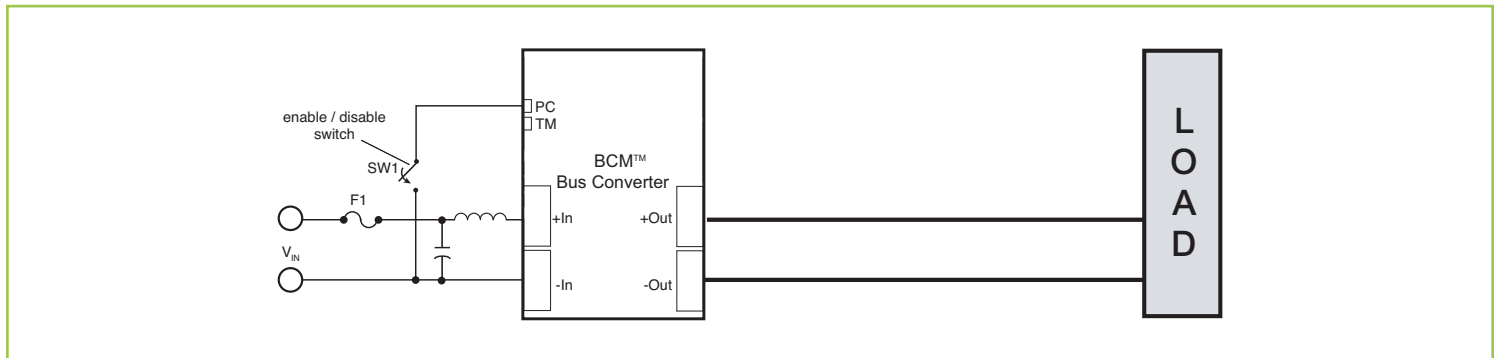 enable / disable
switch
SW1
F1
V_IN
PC
TM
BCM™
Bus Converter
+In
+Out
-In
-Out
L
O
A
D